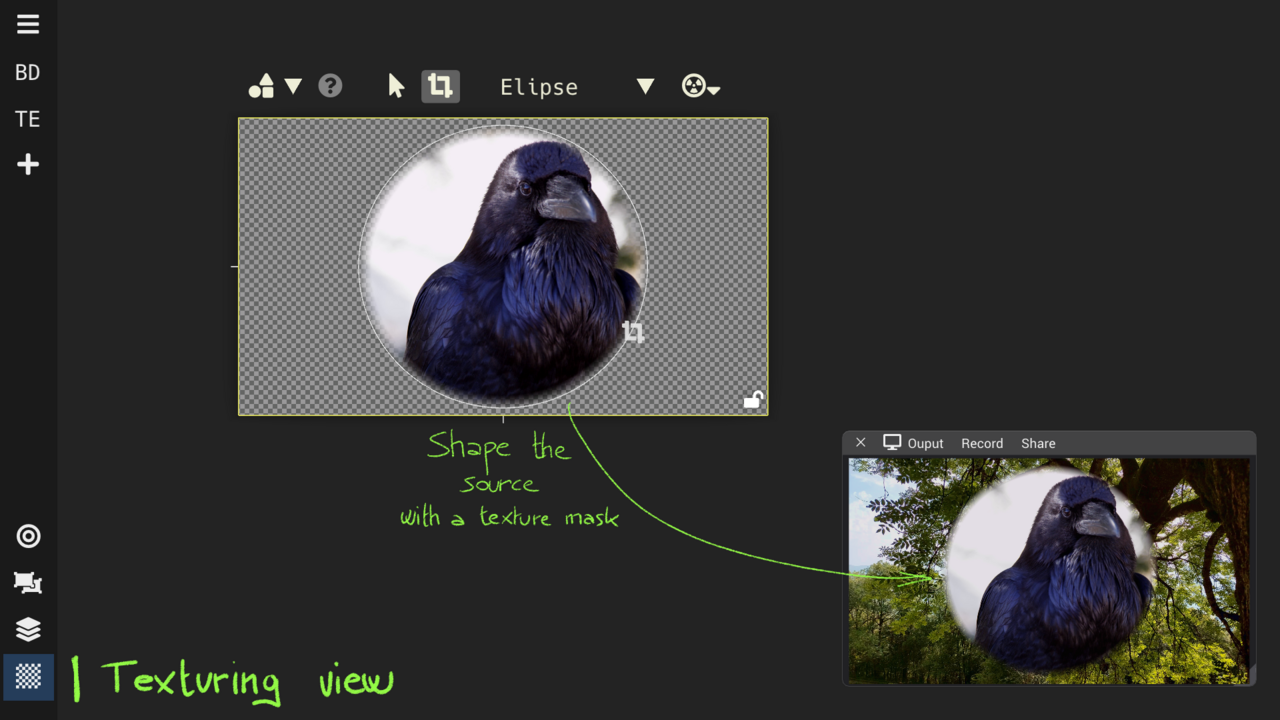 BD
TE
?
Elipse
Shape the
source
with a texture mask
Ouput Record Share
Texturing view